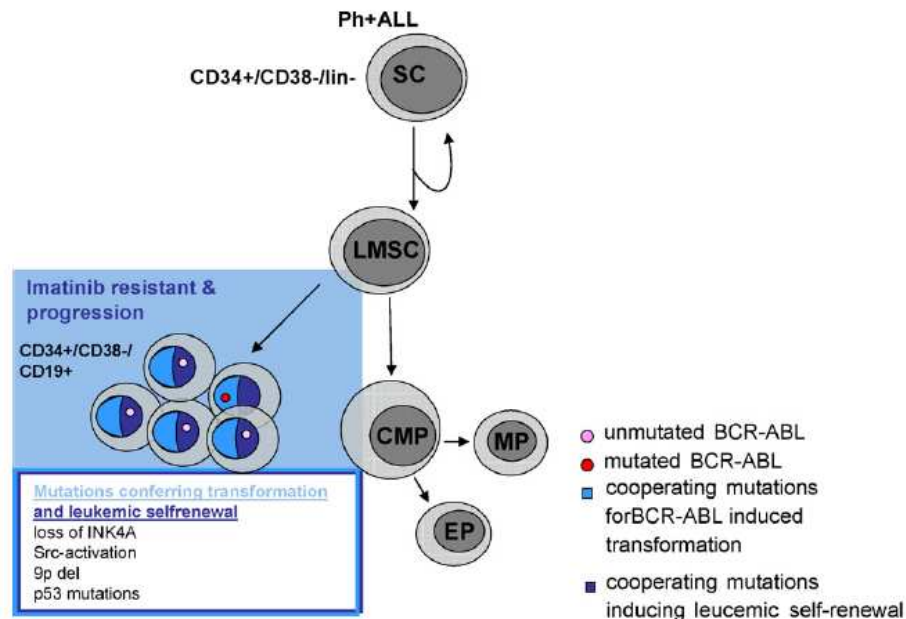 Ph+ALL
CD34+/CD38-/lin-
SC
LMSC
Imatinib resistant &
progression
CD34+/CD38-/
CD19+
CMP
MP
EP
Mutations conferring transformation
and leukemic selfrenewal
loss of INK4A
Src-activation
9p del
p53 mutations
unmutated BCR-ABL
mutated BCR-ABL
cooperating mutations
forBCR-ABL induced
transformation
cooperating mutations
inducing leucemic self-renewal